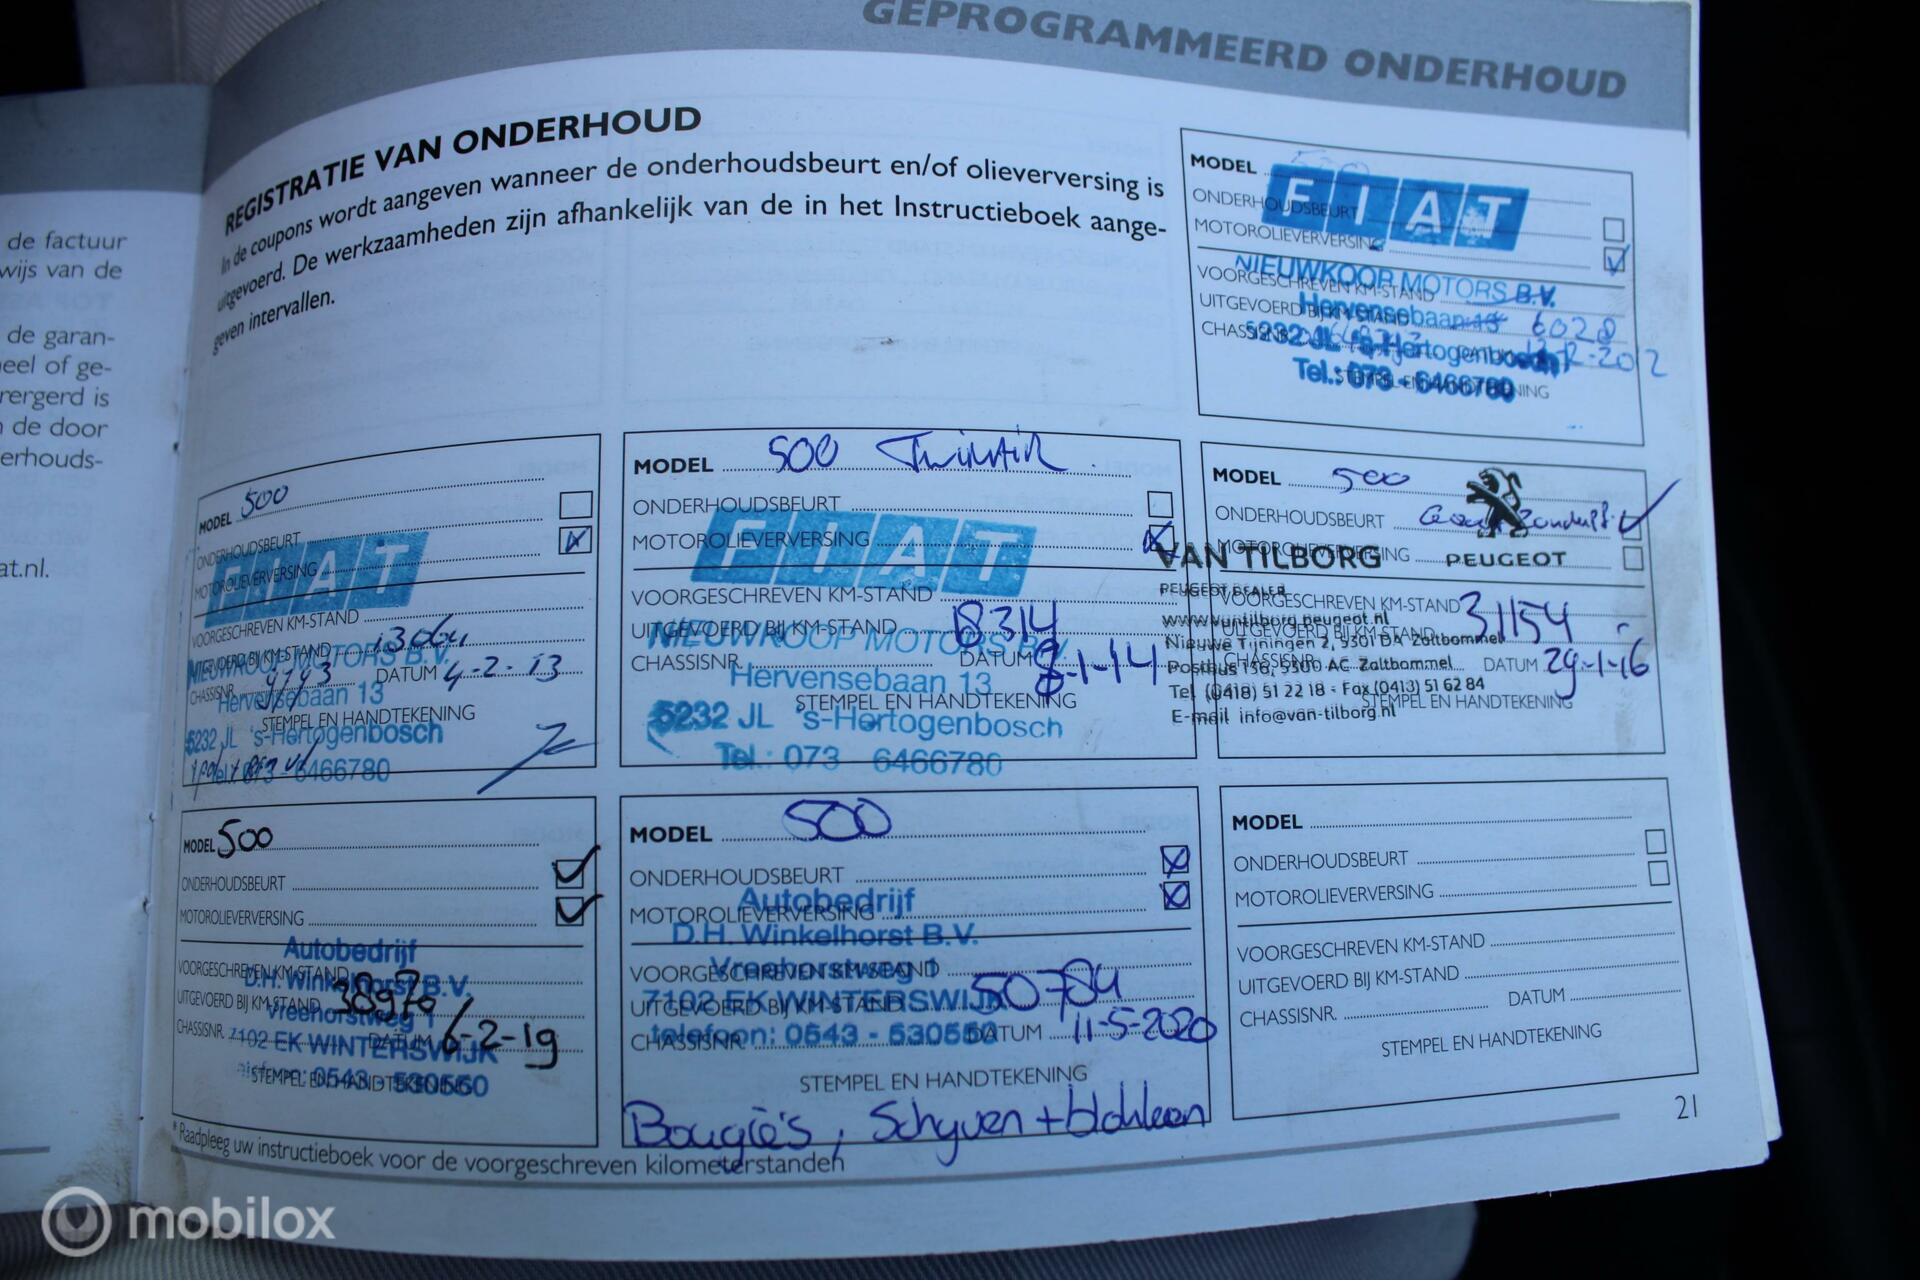 GEPROGRAMMEERD ONDERHOUD
de factuur
wijs van de
de garan-
eel of ge-
rergerd is
de door
erhouds-
at.nl.
REGISTRATIE VAN ONDERHOUD
In de coupons wordt aangeven wanneer de onderhoudsbeurt en/of olieverversing is
uitgevoerd. De werkzaamheden zijn afhankelijk van de in het Instructieboek aange-
geven intervallen.
MODEL
ONDERHOUDSBEURT
MOTOROLIEVERVERSING
VOORGESCHREVEN KM-STAND
UITGEVOERD BIJ KM-STAND 6028
CHASSISNR. DATUM
STEMPEL EN HANDTEKENING
FIAT
NIEUWKOOP MOTORS B.V.
Hervensebaan 13
5232 JL 's-Hertogenbosch
Tel.: 073 - 6466780
MODEL 500
ONDERHOUDSBEURT
MOTOROLIEVERVERSING
VOORGESCHREVEN KM-STAND
UITGEVOERD BIJ KM-STAND
CHASSISNR. DATUM 4-2-13
STEMPEL EN HANDTEKENING
FIAT
NIEUWKOOP MOTORS B.V.
Hervensebaan 13
5232 JL 's-Hertogenbosch
Tel.: 073 - 6466780
MODEL 500
ONDERHOUDSBEURT
MOTOROLIEVERVERSING
VOORGESCHREVEN KM-STAND
UITGEVOERD BIJ KM-STAND 18314
CHASSISNR. DATUM 8-1-14
STEMPEL EN HANDTEKENING
FIAT
NIEUWKOOP MOTORS B.V.
Hervensebaan 13
5232 JL 's-Hertogenbosch
Tel.: 073 6466780
MODEL 500
ONDERHOUDSBEURT
MOTOROLIEVERVERSING
VOORGESCHREVEN KM-STAND 31154
UITGEVOERD BIJ KM-STAND
CHASSISNR. DATUM 29-1-16
STEMPEL EN HANDTEKENING
VAN TILBORG PEUGEOT
PEUGEOT DEALER
www.vantilborg.peugeot.nl
Nieuwe Tijningen 2, 5301 DA Zaltbommel
Postbus 136, 5300 AC Zaltbommel
Tel. (0418) 51 22 18 - Fax (0413) 51 62 84
E-mail info@van-tilborg.nl
MODEL 500
ONDERHOUDSBEURT
MOTOROLIEVERVERSING
VOORGESCHREVEN KM-STAND
UITGEVOERD BIJ KM-STAND 38970
CHASSISNR. DATUM 6-2-19
STEMPEL EN HANDTEKENING
Autobedrijf
D.H. Winkelhorst B.V.
Vreehorstweg 1
7102 EK WINTERSWIJK
telefoon: 0543 - 530550
MODEL 500
ONDERHOUDSBEURT
MOTOROLIEVERVERSING
VOORGESCHREVEN KM-STAND
UITGEVOERD BIJ KM-STAND 50784
CHASSISNR. DATUM 11-5-2020
STEMPEL EN HANDTEKENING
Autobedrijf
D.H. Winkelhorst B.V.
Vreehorstweg 1
7102 EK WINTERSWIJK
telefoon: 0543 - 530550
Bougie's, Schyven + blokken
MODEL
ONDERHOUDSBEURT
MOTOROLIEVERVERSING
VOORGESCHREVEN KM-STAND
UITGEVOERD BIJ KM-STAND
CHASSISNR. DATUM
STEMPEL EN HANDTEKENING
* Raadpleeg uw instructieboek voor de voorgeschreven kilometerstanden
21
mobilox